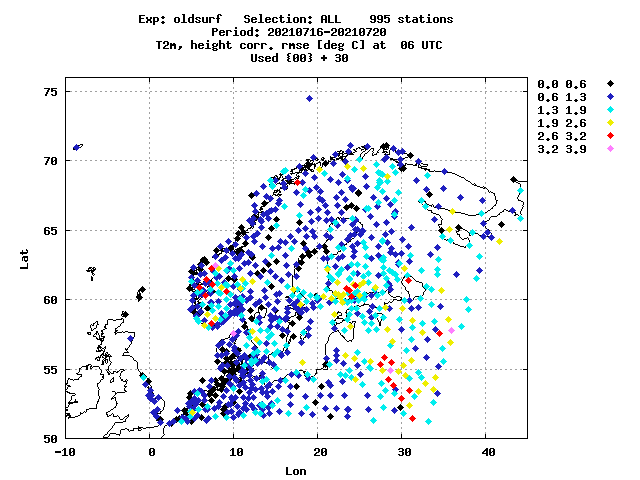 Exp: oldsurf   Selection: ALL    995 stations
Period: 20210716-20210720
T2m, height corr. rmse [deg C] at  06 UTC
Used {00} + 30
0.0 0.6
0.6 1.3
1.3 1.9
1.9 2.6
2.6 3.2
3.2 3.9
75
70
65
60
55
50
Lat
-10 0 10 20 30 40
Lon